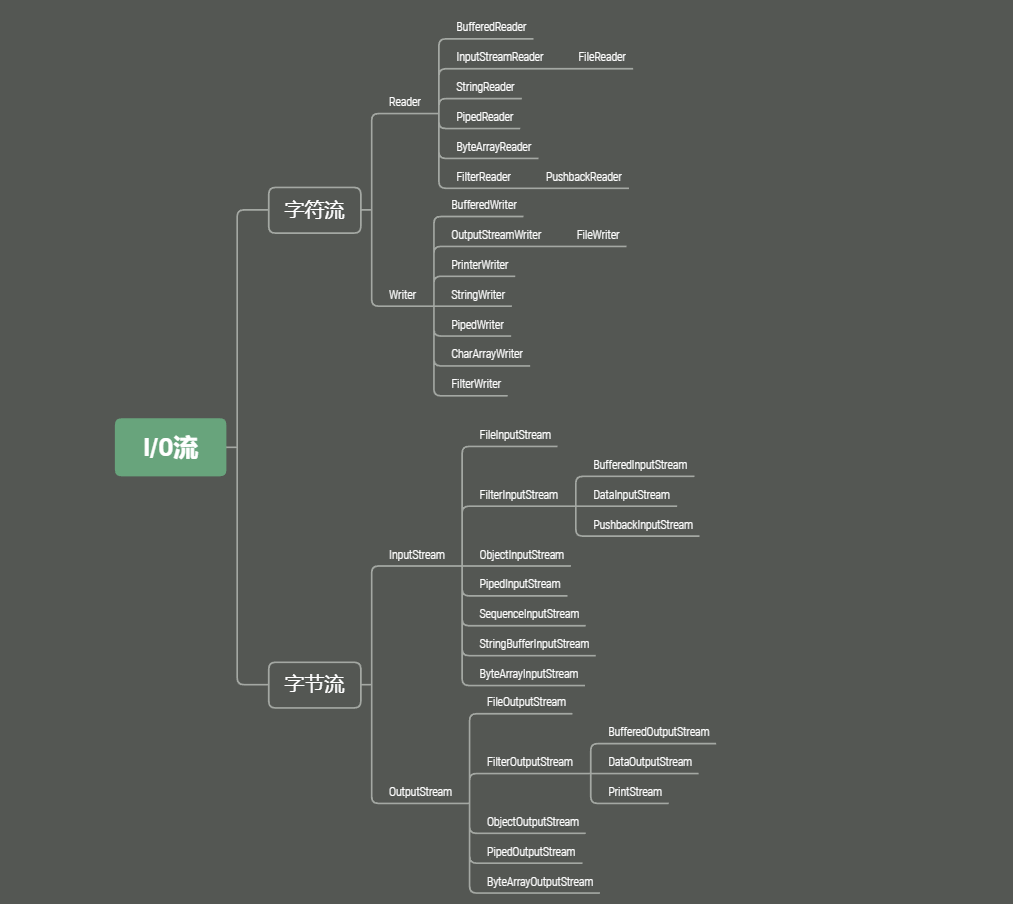 BufferedReader
InputStreamReader FileReader
StringReader
Reader
PipedReader
ByteArrayReader
FilterReader PushbackReader
字符流
BufferedWriter
OutputStreamWriter FileWriter
PrinterWriter
Writer
StringWriter
PipedWriter
CharArrayWriter
FilterWriter
I/O流
FileInputStream
BufferedInputStream
FilterInputStream
DataInputStream
PushbackInputStream
InputStream
ObjectInputStream
PipedInputStream
SequenceInputStream
StringBufferInputStream
ByteArrayInputStream
字节流
FileOutputStream
BufferedOutputStream
FilterOutputStream
DataOutputStream
PrintStream
OutputStream
ObjectOutputStream
PipedOutputStream
ByteArrayOutputStream